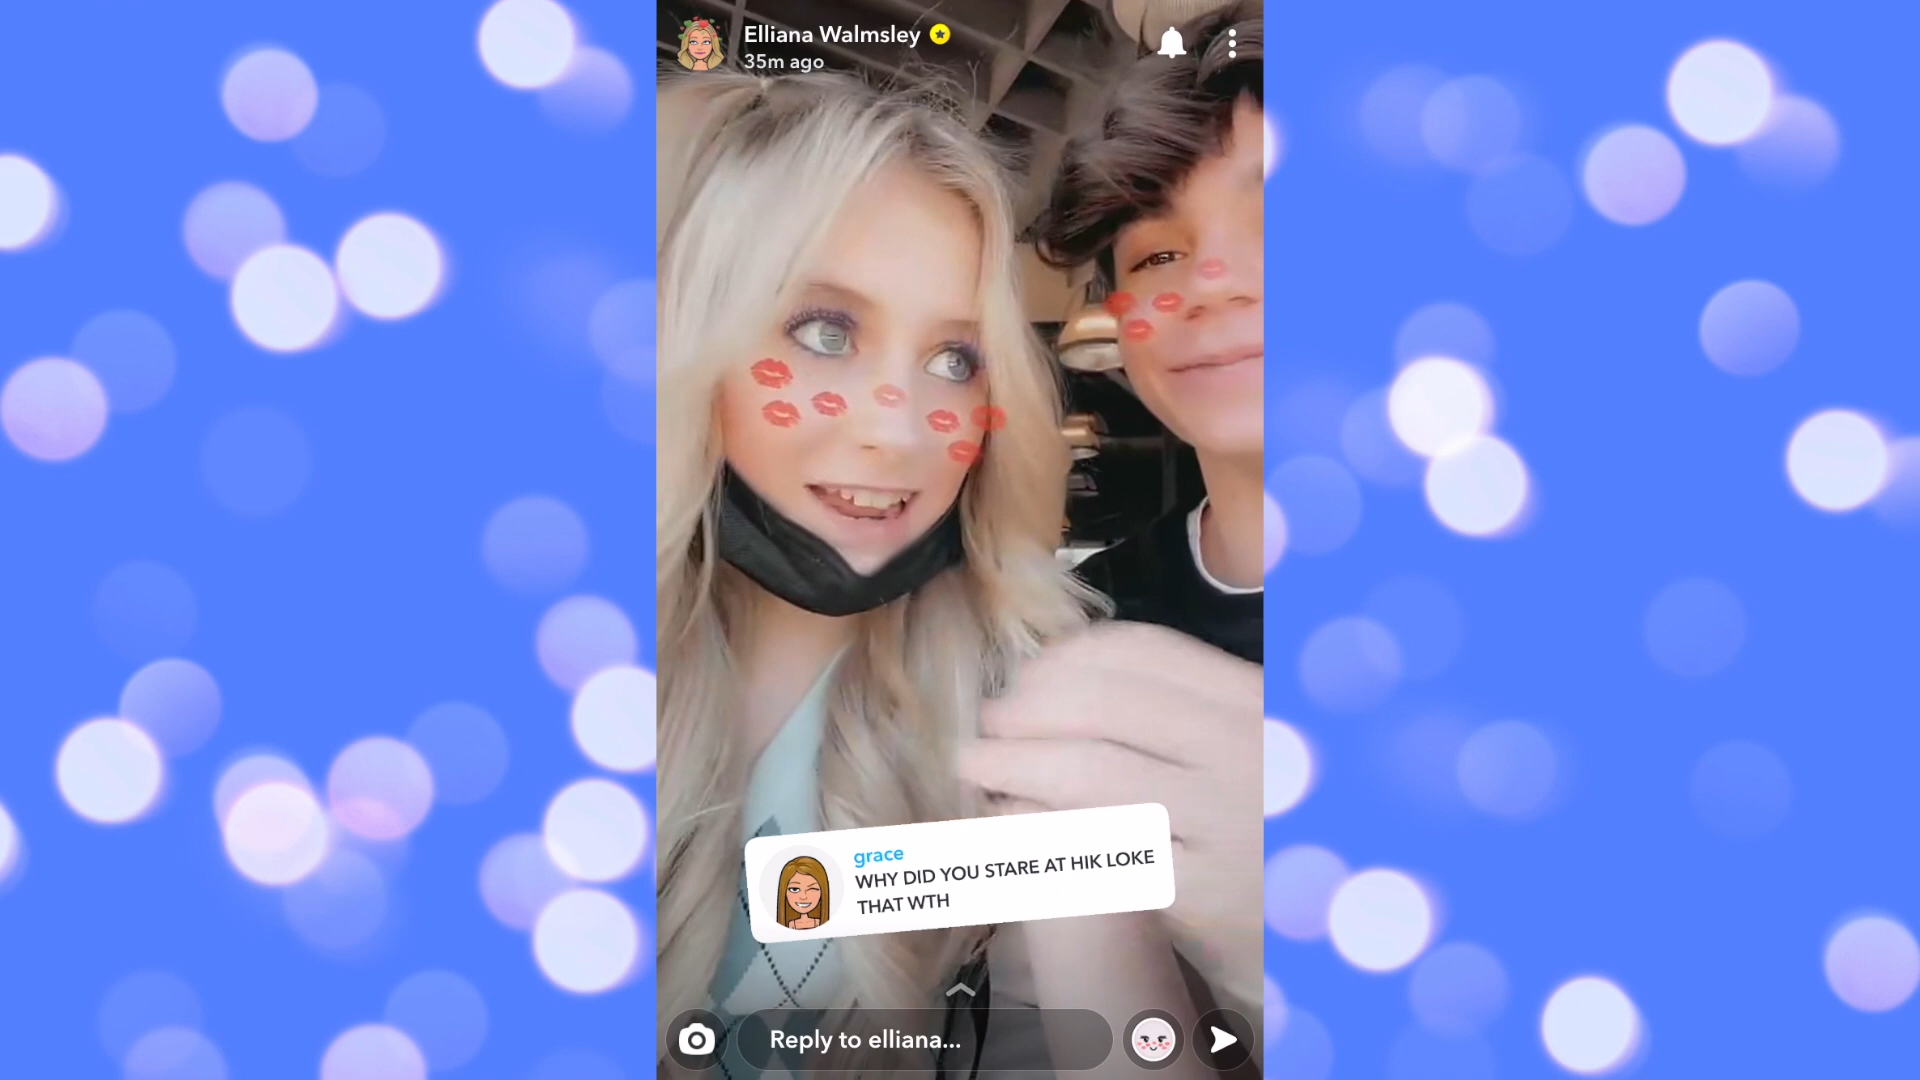 Elliana Walmsley
35m ago
grace
WHY DID YOU STARE AT HIK LOKE
THAT WTH
Reply to elliana...